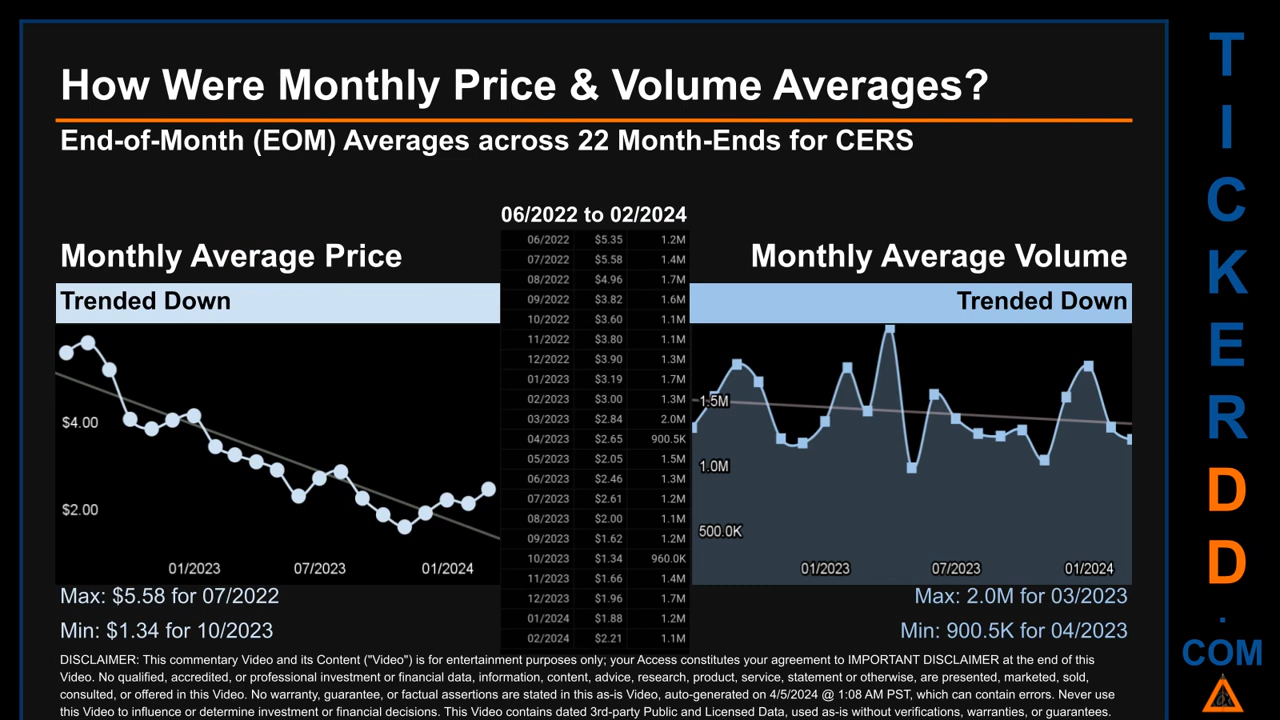 How Were Monthly Price & Volume Averages?
End-of-Month (EOM) Averages across 22 Month-Ends for CERS
06/2022 to 02/2024
Monthly Average Price
Trended Down
$4.00
$2.00
01/2023 07/2023 01/2024
Max: $5.58 for 07/2022
Min: $1.34 for 10/2023
06/2022 $5.35 1.2M
07/2022 $5.58 1.4M
08/2022 $4.96 1.7M
09/2022 $3.82 1.6M
10/2022 $3.60 1.1M
11/2022 $3.80 1.1M
12/2022 $3.90 1.3M
01/2023 $3.19 1.7M
02/2023 $3.00 1.3M
03/2023 $2.84 2.0M
04/2023 $2.65 900.5K
05/2023 $2.05 1.5M
06/2023 $2.46 1.3M
07/2023 $2.61 1.2M
08/2023 $2.00 1.1M
09/2023 $1.62 1.2M
10/2023 $1.34 960.0K
11/2023 $1.66 1.4M
12/2023 $1.96 1.7M
01/2024 $1.88 1.2M
02/2024 $2.21 1.1M
Monthly Average Volume
Trended Down
1.5M
1.0M
500.0K
01/2023 07/2023 01/2024
Max: 2.0M for 03/2023
Min: 900.5K for 04/2023
DISCLAIMER: This commentary Video and its Content ("Video") is for entertainment purposes only; your Access constitutes your agreement to IMPORTANT DISCLAIMER at the end of this
Video. No qualified, accredited, or professional investment or financial data, information, content, advice, research, product, service, statement or otherwise, are presented, marketed, sold,
consulted, or offered in this Video. No warranty, guarantee, or factual assertions are stated in this as-is Video, auto-generated on 4/5/2024 @ 1:08 AM PST, which can contain errors. Never use
this Video to influence or determine investment or financial decisions. This Video contains dated 3rd-party Public and Licensed Data, used as-is without verifications, warranties, or guarantees.
T
I
C
K
E
R
D
D
.
COM